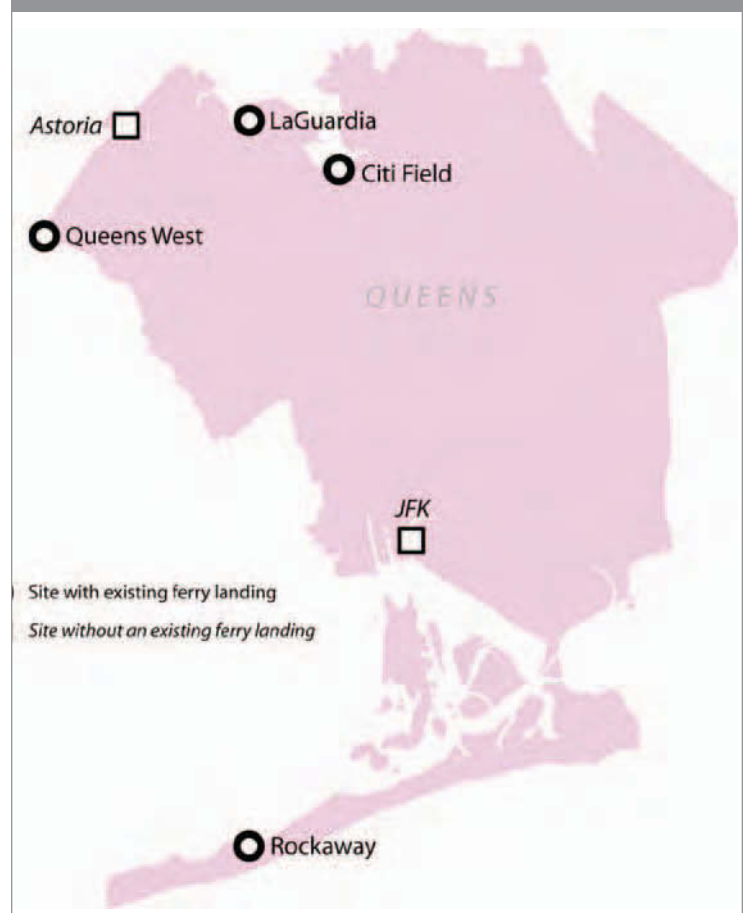 Astoria
LaGuardia
Citi Field
Queens West
QUEENS
JFK
Site with existing ferry landing
Site without an existing ferry landing
Rockaway